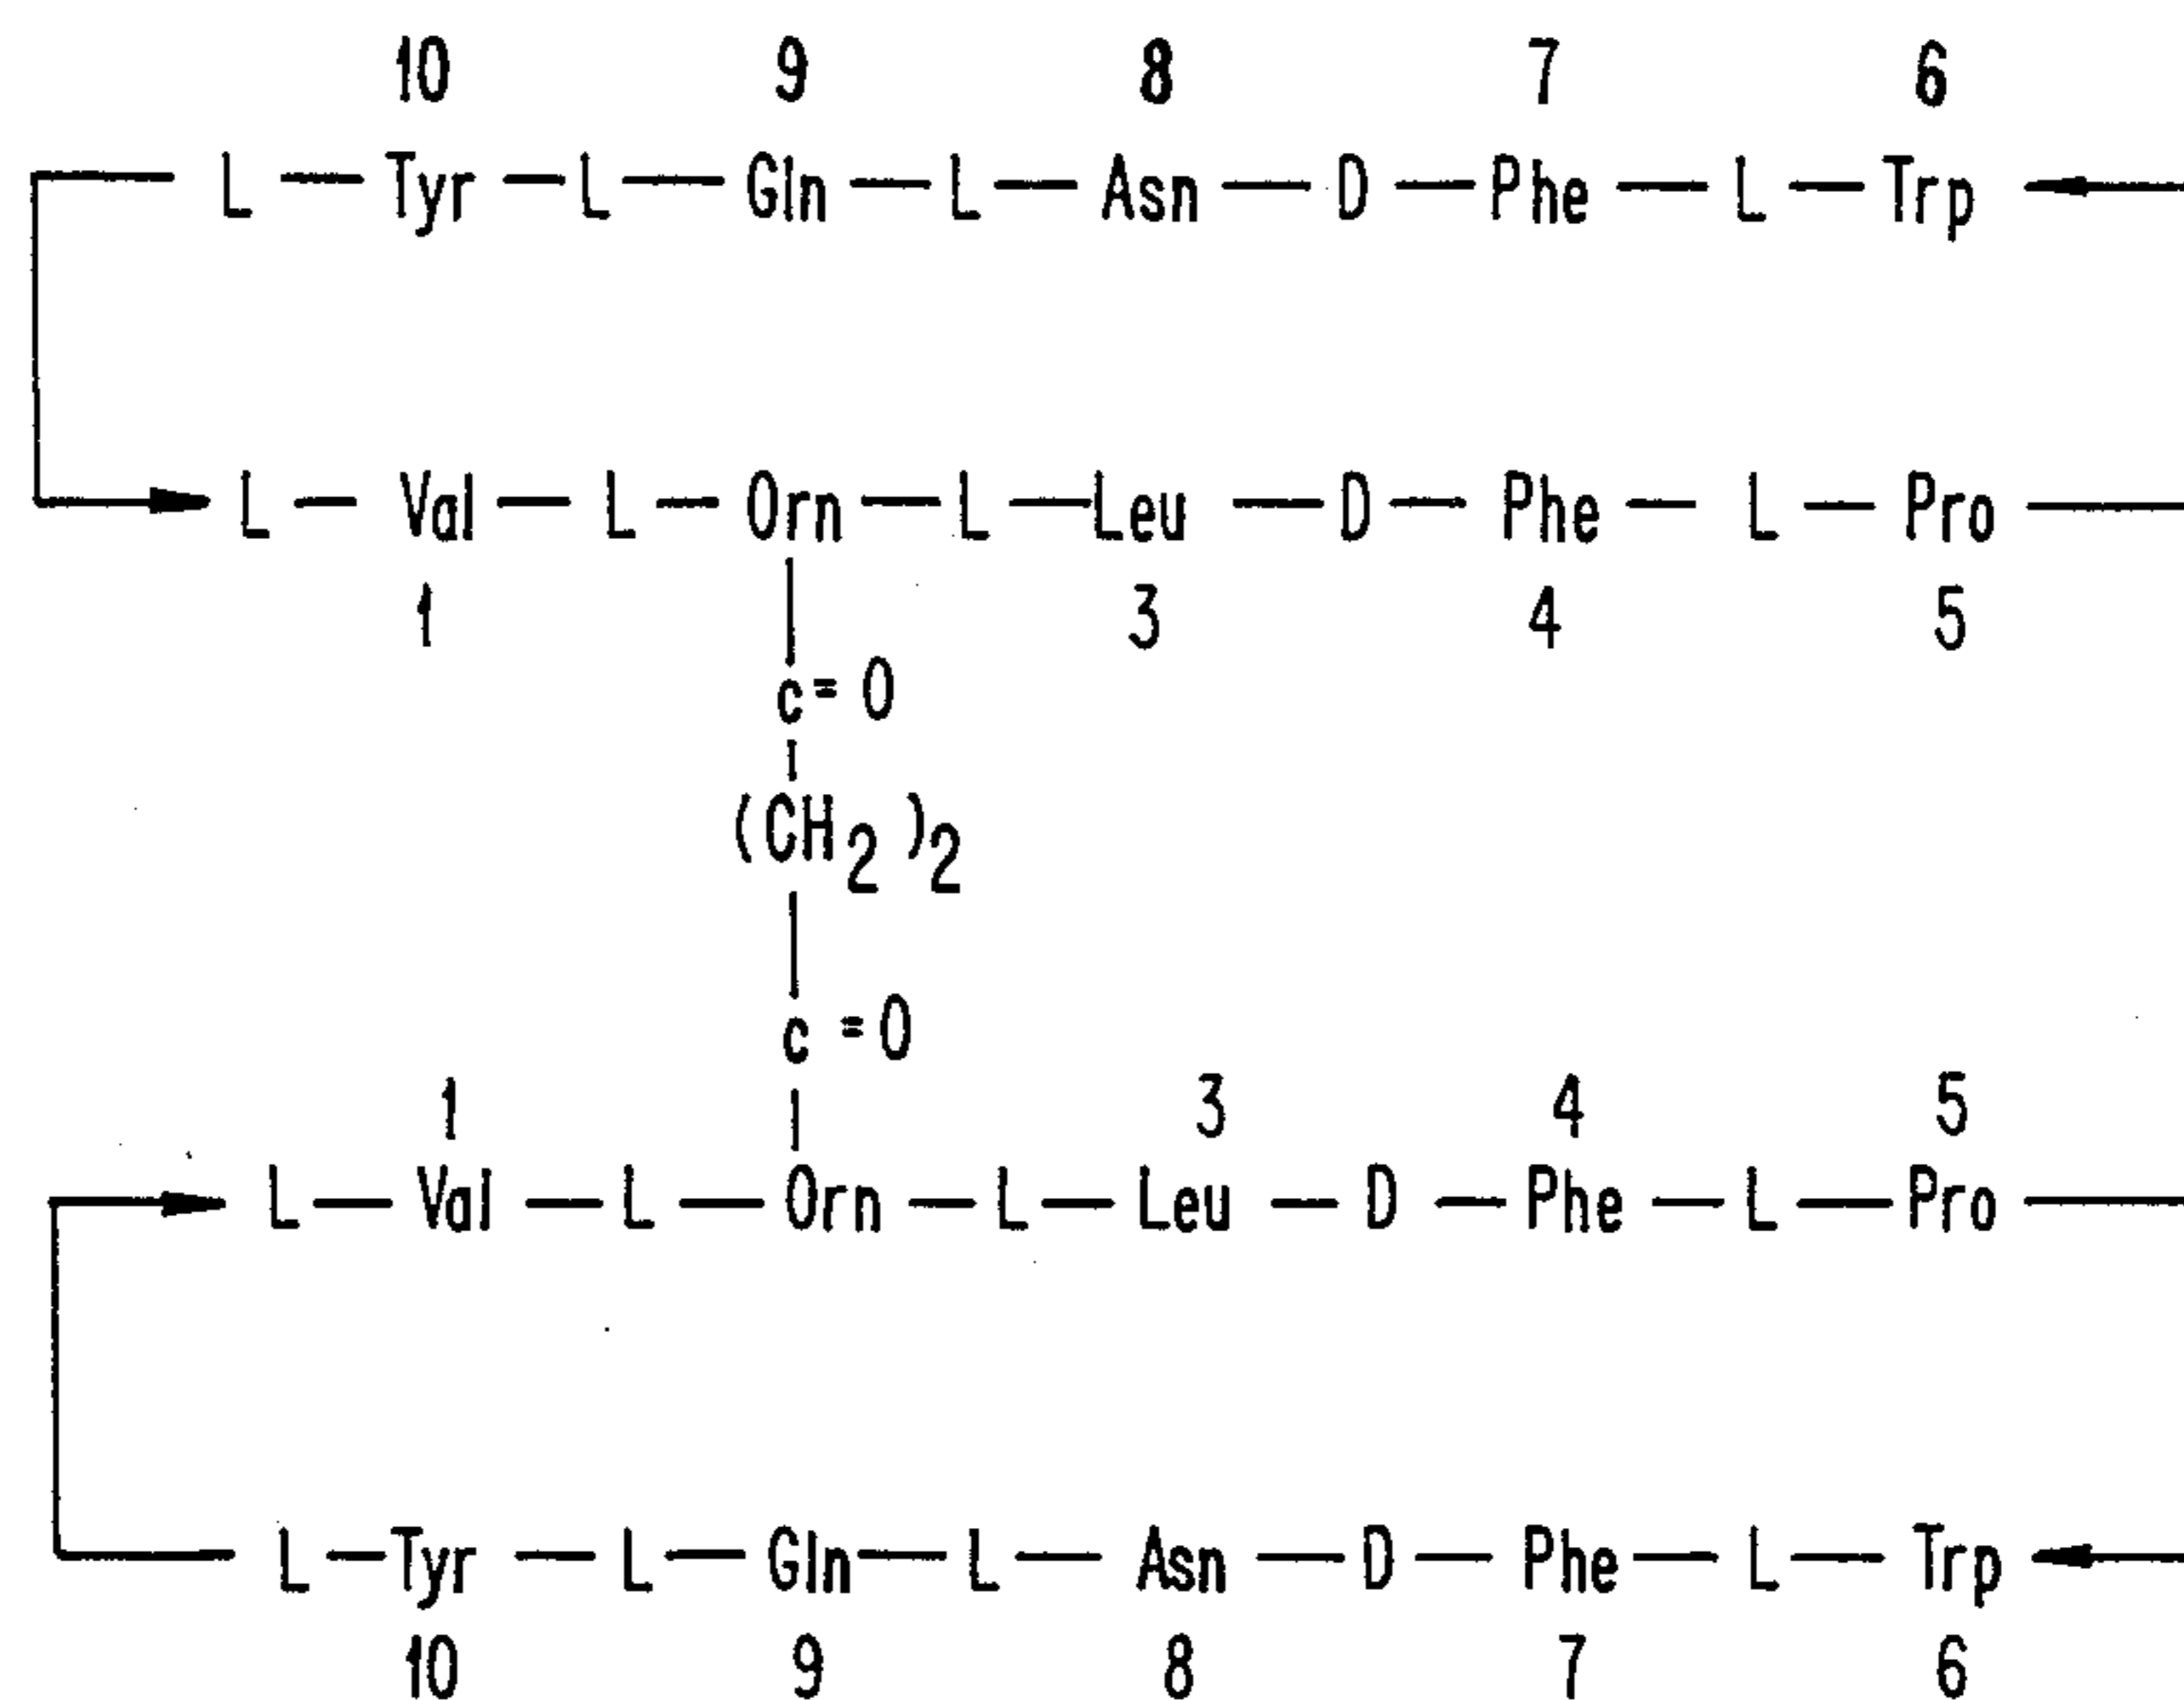 10 9 8 7 6
L — Tyr — L — Gln — L — Asn — D — Phe — L — Trp
L — Val — L — Orn — L — Leu — D — Phe — L — Pro
1 3 4 5
c=0
(CH2)2
c=0
1 3 4 5
L — Val — L — Orn — L — Leu — D — Phe — L — Pro
L — Tyr — L — Gln — L — Asn — D — Phe — L — Trp
10 9 8 7 6